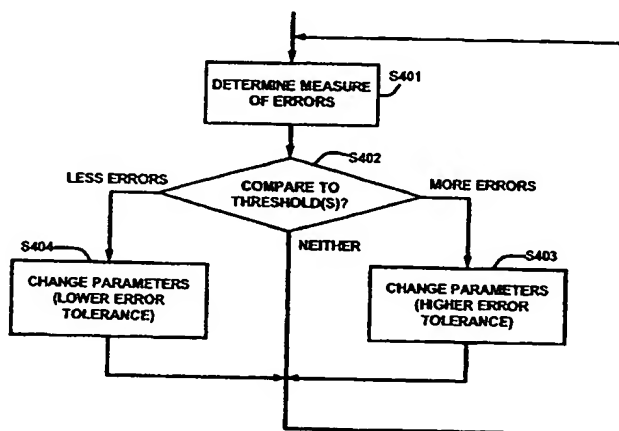 DETERMINE MEASURE
OF ERRORS
S401
S402
LESS ERRORS
COMPARE TO
THRESHOLD(S)?
MORE ERRORS
NEITHER
S404
CHANGE PARAMETERS
(LOWER ERROR
TOLERANCE)
S403
CHANGE PARAMETERS
(HIGHER ERROR
TOLERANCE)